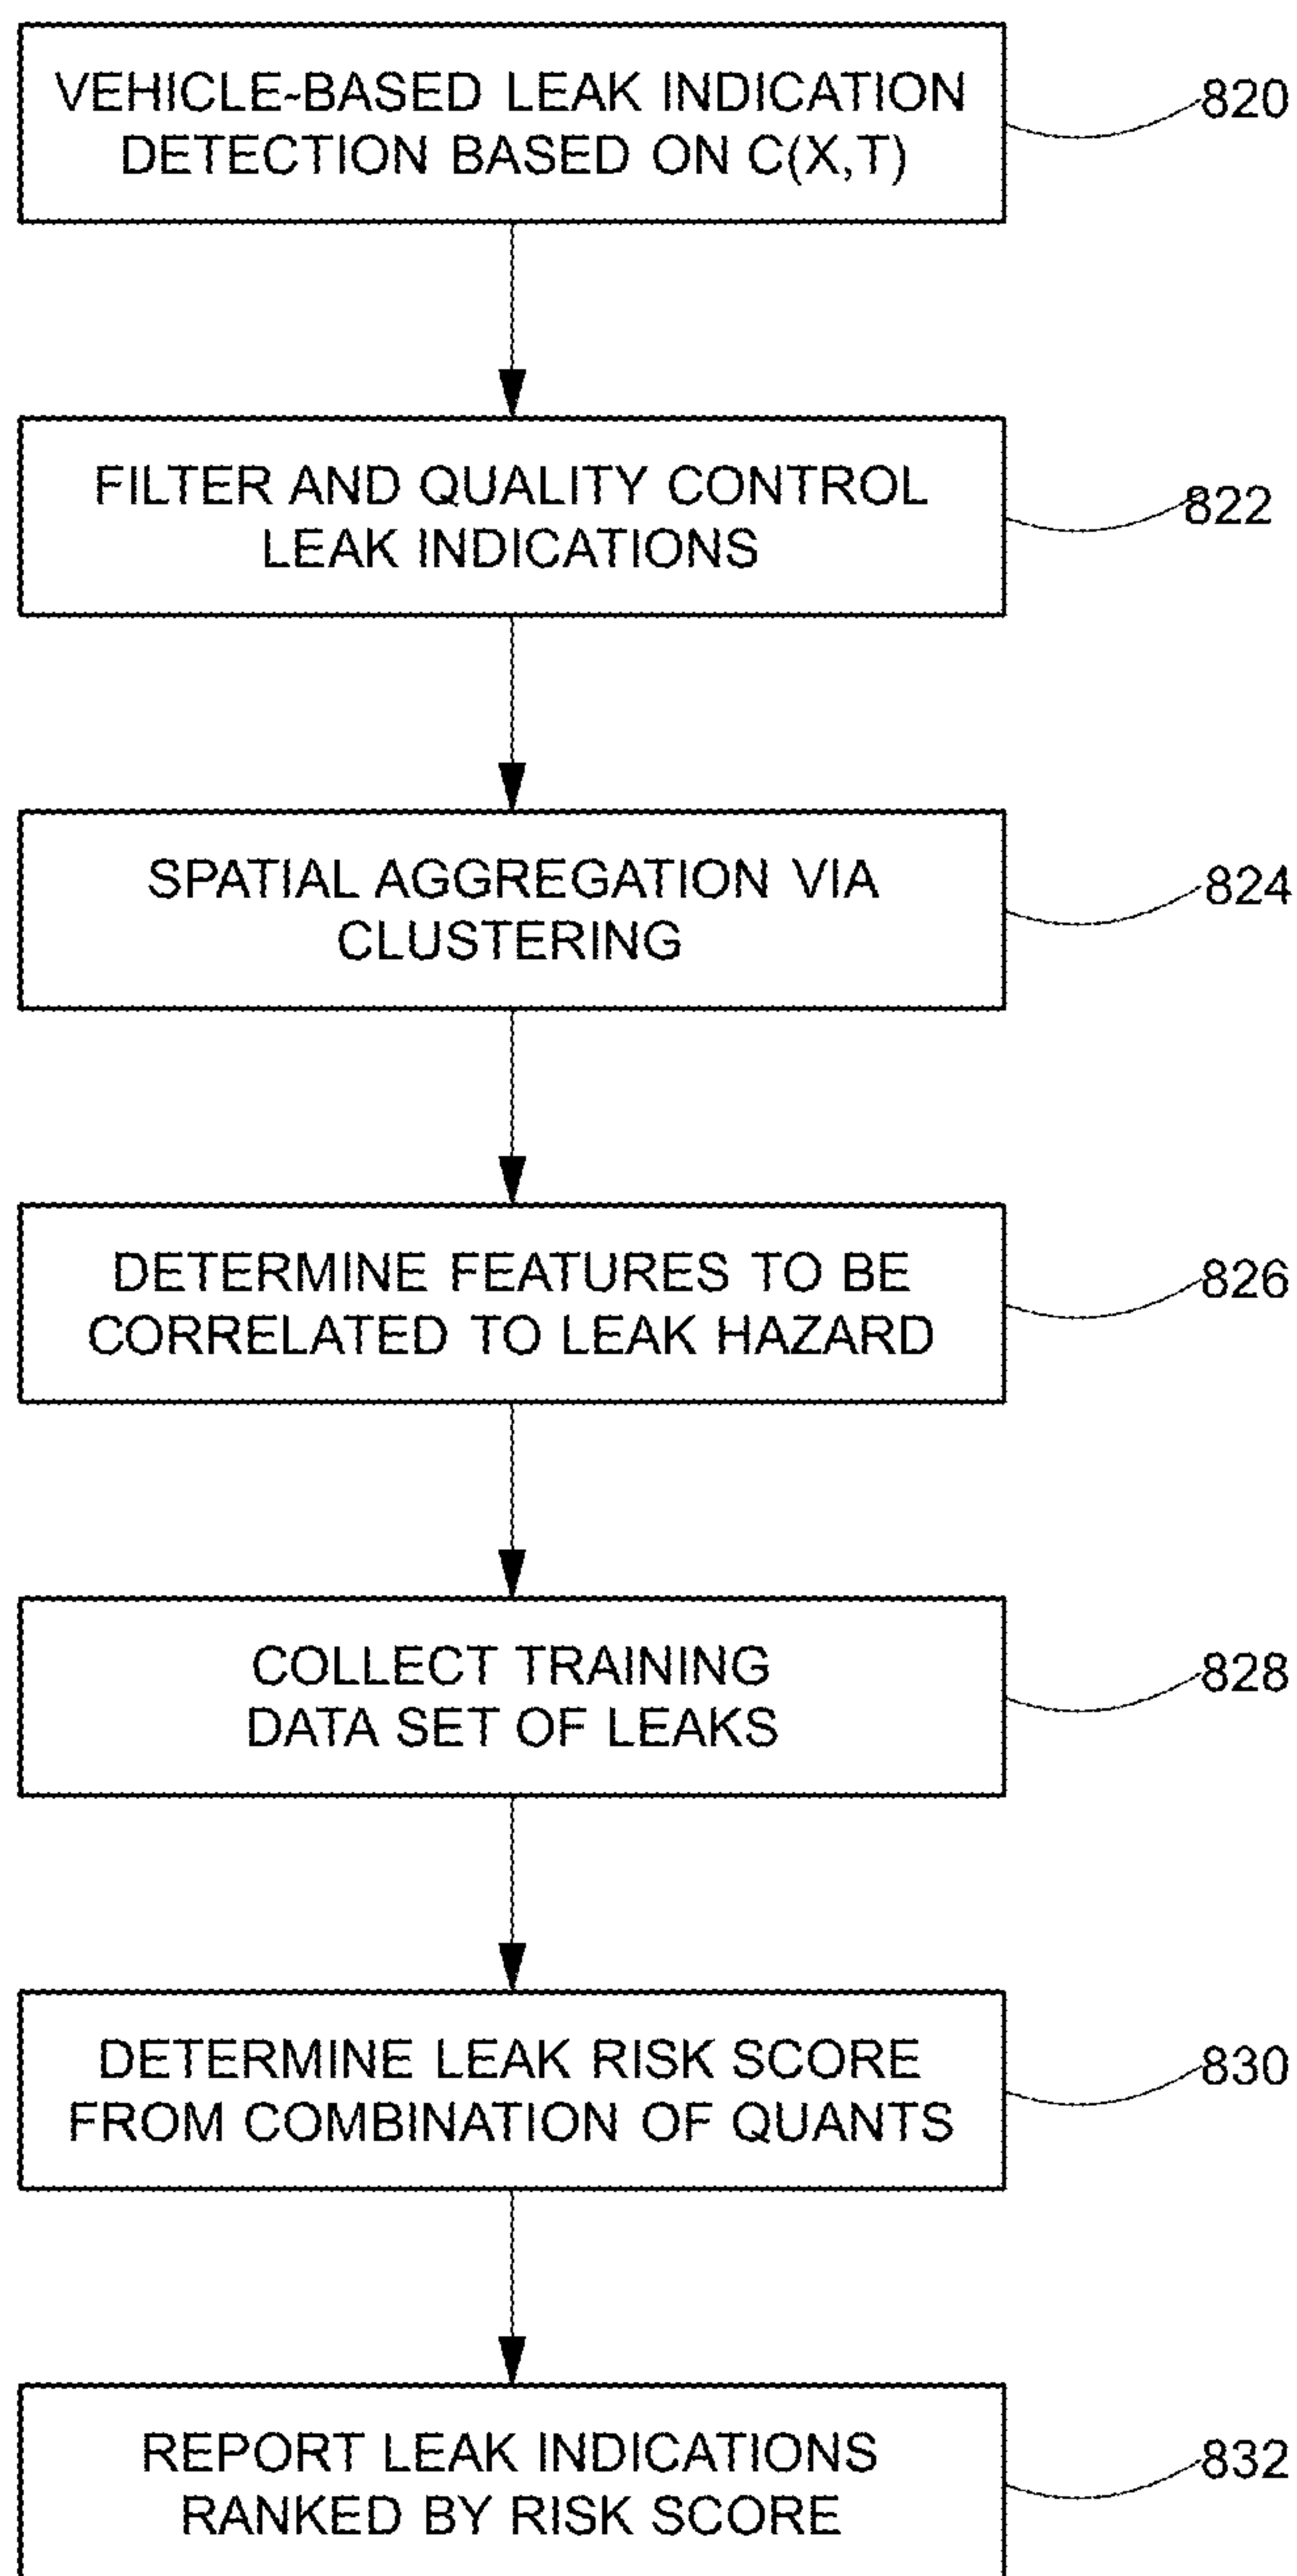 VEHICLE-BASED LEAK INDICATION
DETECTION BASED ON C(X,T)
820
FILTER AND QUALITY CONTROL
LEAK INDICATIONS
822
SPATIAL AGGREGATION VIA
CLUSTERING
824
DETERMINE FEATURES TO BE
CORRELATED TO LEAK HAZARD
826
COLLECT TRAINING
DATA SET OF LEAKS
828
DETERMINE LEAK RISK SCORE
FROM COMBINATION OF QUANTS
830
REPORT LEAK INDICATIONS
RANKED BY RISK SCORE
832